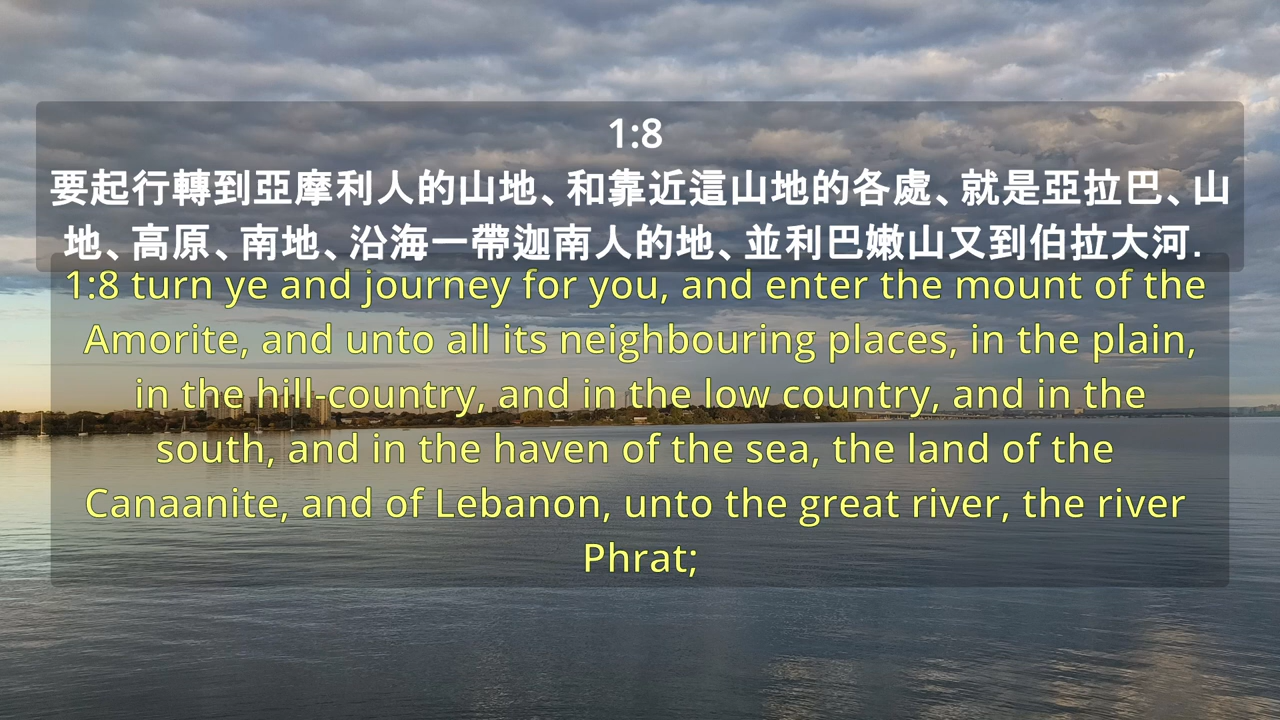 1:8
要起行轉到亞摩利人的山地、和靠近這山地的各處、就是亞拉巴、山
地、高原、南地、沿海一帶迦南人的地、並利巴嫩山又到伯拉大河.
1:8 turn ye and journey for you, and enter the mount of the
Amorite, and unto all its neighbouring places, in the plain,
in the hill-country, and in the low country, and in the
south, and in the haven of the sea, the land of the
Canaanite, and of Lebanon, unto the great river, the river
Phrat;